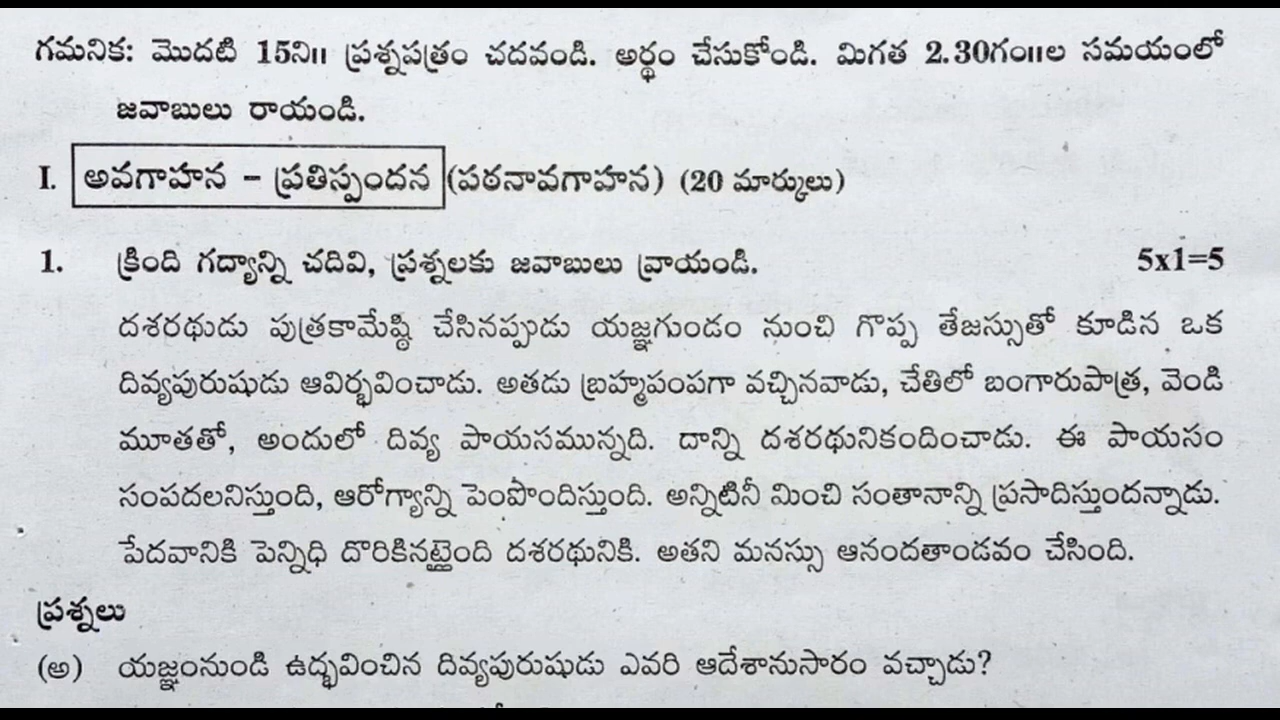 గమనిక: మొదటి 15ని॥ ప్రశ్నపత్రం చదవండి. అర్థం చేసుకోండి. మిగత 2.30గం॥ల సమయంలో
జవాబులు రాయండి.
I. అవగాహన - ప్రతిస్పందన (పఠనావగాహన) (20 మార్కులు)
1. క్రింది గద్యాన్ని చదివి, ప్రశ్నలకు జవాబులు వ్రాయండి. 5x1=5
దశరథుడు పుత్రకామేష్ఠి చేసినప్పుడు యజ్ఞగుండం నుంచి గొప్ప తేజస్సుతో కూడిన ఒక
దివ్యపురుషుడు ఆవిర్భవించాడు. అతడు బ్రహ్మపంపగా వచ్చినవాడు, చేతిలో బంగారుపాత్ర, వెండి
మూతతో, అందులో దివ్య పాయసమున్నది. దాన్ని దశరథునికందించాడు. ఈ పాయసం
సంపదలనిస్తుంది, ఆరోగ్యాన్ని పెంపొందిస్తుంది. అన్నిటినీ మించి సంతానాన్ని ప్రసాదిస్తుందన్నాడు.
పేదవానికి పెన్నిధి దొరికినట్లైంది దశరథునికి. అతని మనస్సు ఆనందతాండవం చేసింది.
ప్రశ్నలు
(అ) యజ్ఞంనుండి ఉద్భవించిన దివ్యపురుషుడు ఎవరి ఆదేశానుసారం వచ్చాడు?